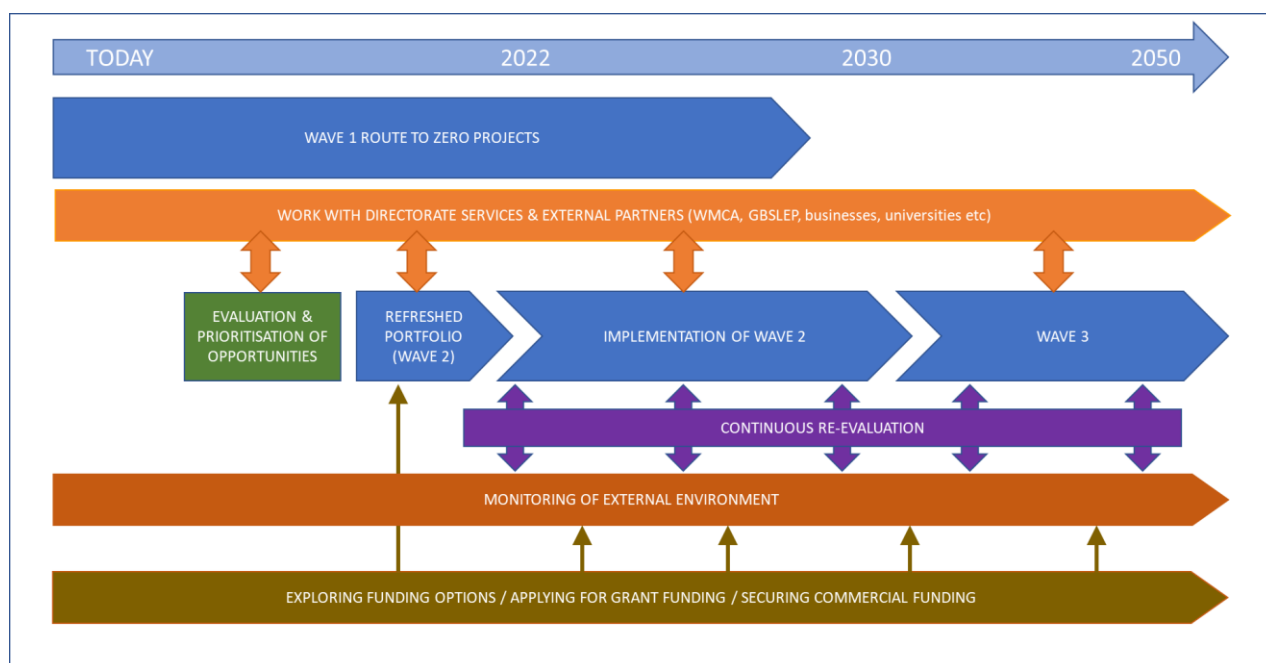 TODAY 2022 2030 2050
WAVE 1 ROUTE TO ZERO PROJECTS
WORK WITH DIRECTORATE SERVICES & EXTERNAL PARTNERS (WMCA, GBSLEP, businesses, universities etc)
EVALUATION &
PRIORITISATION OF
OPPORTUNITIES
REFRESHED
PORTFOLIO
(WAVE 2)
IMPLEMENTATION OF WAVE 2
WAVE 3
CONTINUOUS RE-EVALUATION
MONITORING OF EXTERNAL ENVIRONMENT
EXPLORING FUNDING OPTIONS / APPLYING FOR GRANT FUNDING / SECURING COMMERCIAL FUNDING